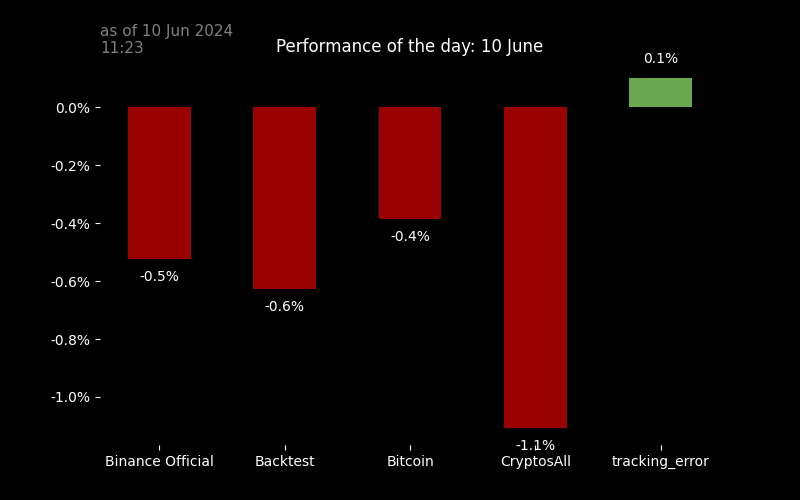 as of 10 Jun 2024
11:23
Performance of the day: 10 June
0.1%
0.0%
-0.2%
-0.4%
-0.6%
-0.8%
-1.0%
-0.5%
-0.6%
-0.4%
-1.1%
Binance Official
Backtest
Bitcoin
CryptosAll
tracking_error